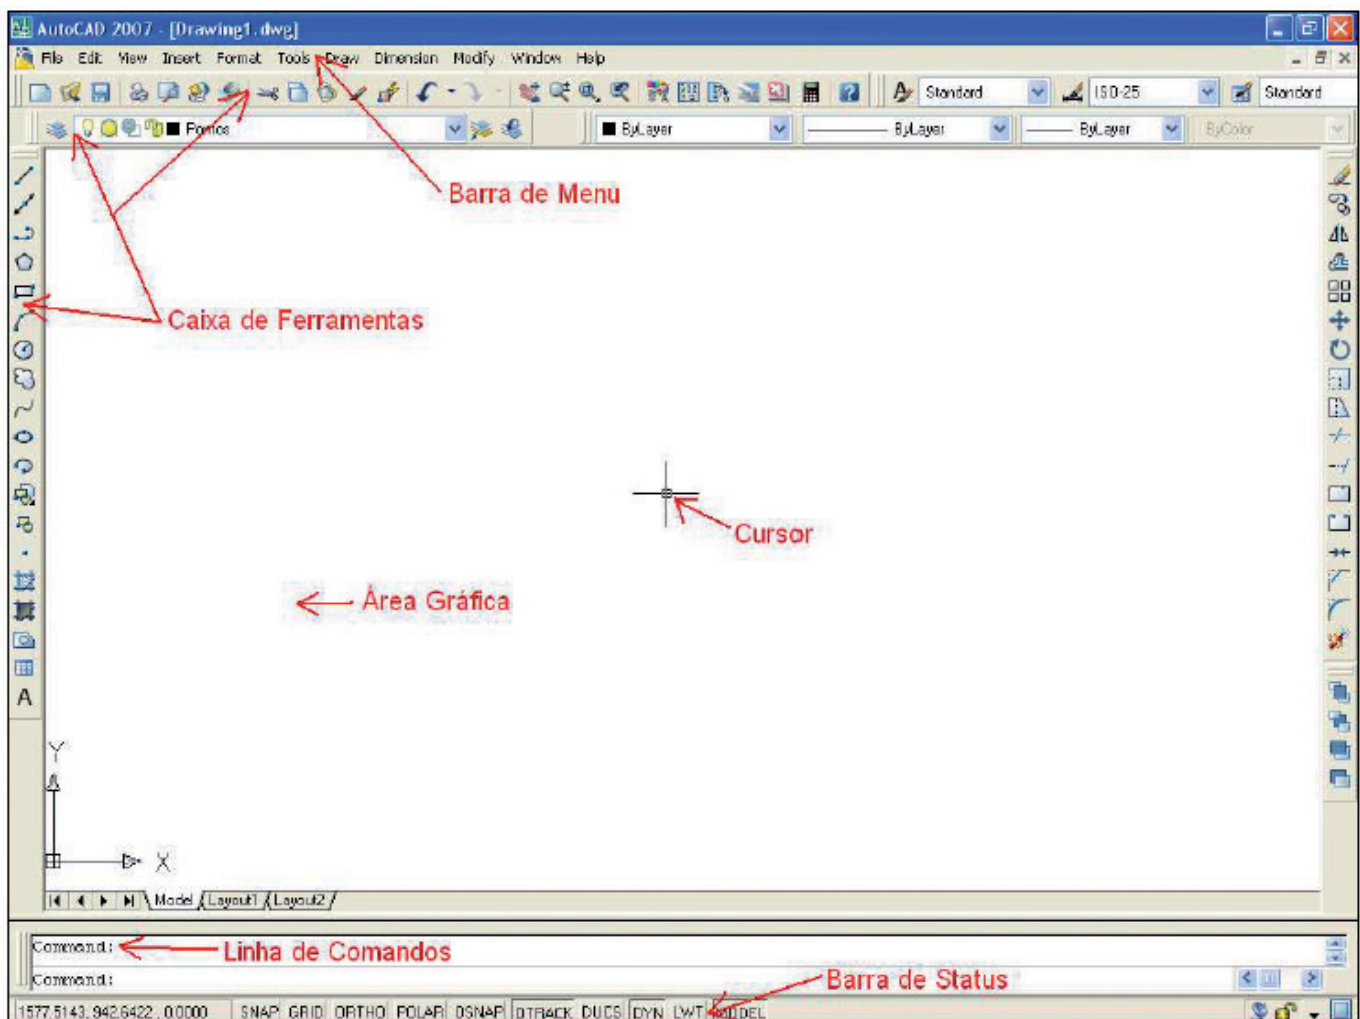 AutoCAD 2007 - [Drawing1.dwg]
File Edit View Insert Format Tools Draw Dimension Modify Window Help
Standard ISO-25 Standard
Pontos ByLayer ByLayer ByLayer ByColor
Barra de Menu
Caixa de Ferramentas
Cursor
Área Gráfica
A
Y
X
Model Layout1 Layout2
Command:
Linha de Comandos
Command:
Barra de Status
1577.5143, 942.6422, 0.0000 SNAP GRID ORTHO POLAR OSNAP OTRACK DUCS DYN LWT MODEL